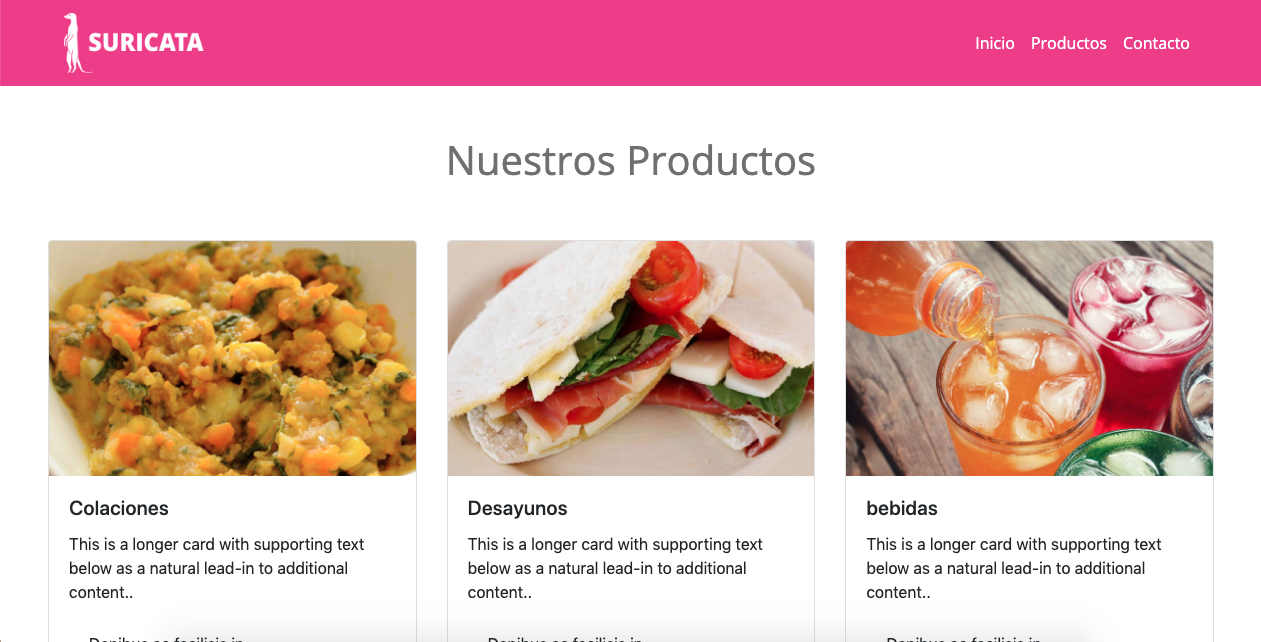 SURICATA
Inicio Productos Contacto
Nuestros Productos
Colaciones
This is a longer card with supporting text
below as a natural lead-in to additional
content..
Desayunos
This is a longer card with supporting text
below as a natural lead-in to additional
content..
bebidas
This is a longer card with supporting text
below as a natural lead-in to additional
content..